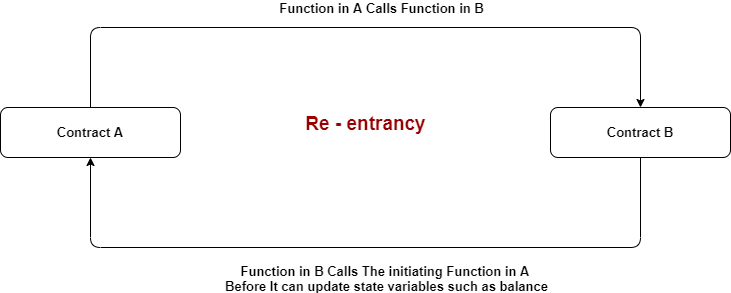 Function in A Calls Function in B
Contract A
Re - entrancy
Contract B
Function in B Calls The initiating Function in A
Before It can update state variables such as balance